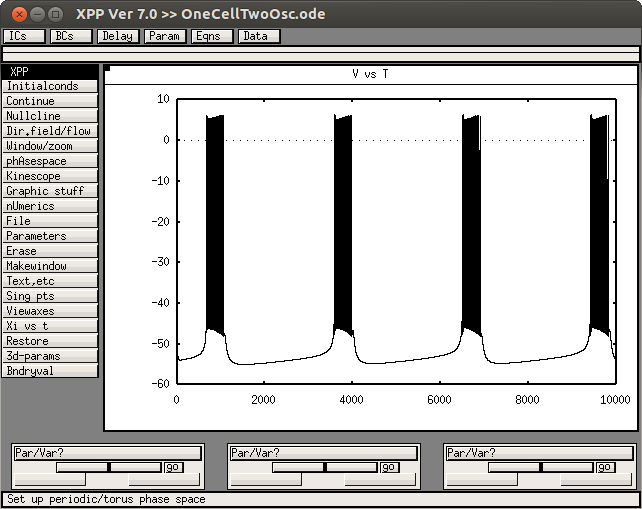 XPP Ver 7.0 >> OneCellTwoOsc.ode
ICs BCs Delay Param Eqns Data
XPP
Initialconds
Continue
Nullcline
Dir.field/flow
Window/zoom
phAsespace
Kinescope
Graphic stuff
nUmerics
File
Parameters
Erase
Makewindow
Text,etc
Sing pts
Viewaxes
Xi vs t
Restore
3d-params
Bndryval
V vs T
10
0
-10
-20
-30
-40
-50
-60
0 2000 4000 6000 8000 10000
Par/Var? Par/Var? Par/Var?
go go go
Set up periodic/torus phase space